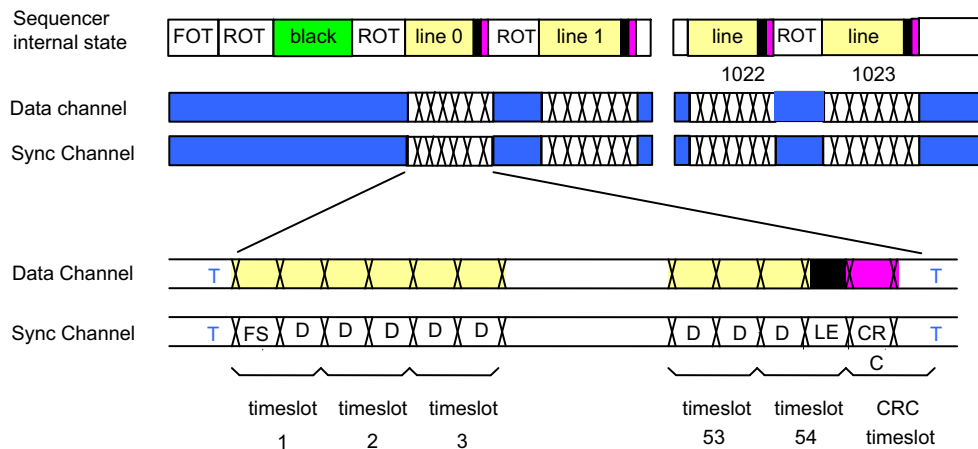 Sequencer
internal state
FOT ROT black ROT line 0 ROT line 1 line ROT line
1022 1023
Data channel
Sync Channel
Data Channel T T
Sync Channel T FS D D D D D D D D LE CR T
C
timeslot timeslot timeslot timeslot timeslot CRC
1 2 3 53 54 timeslot